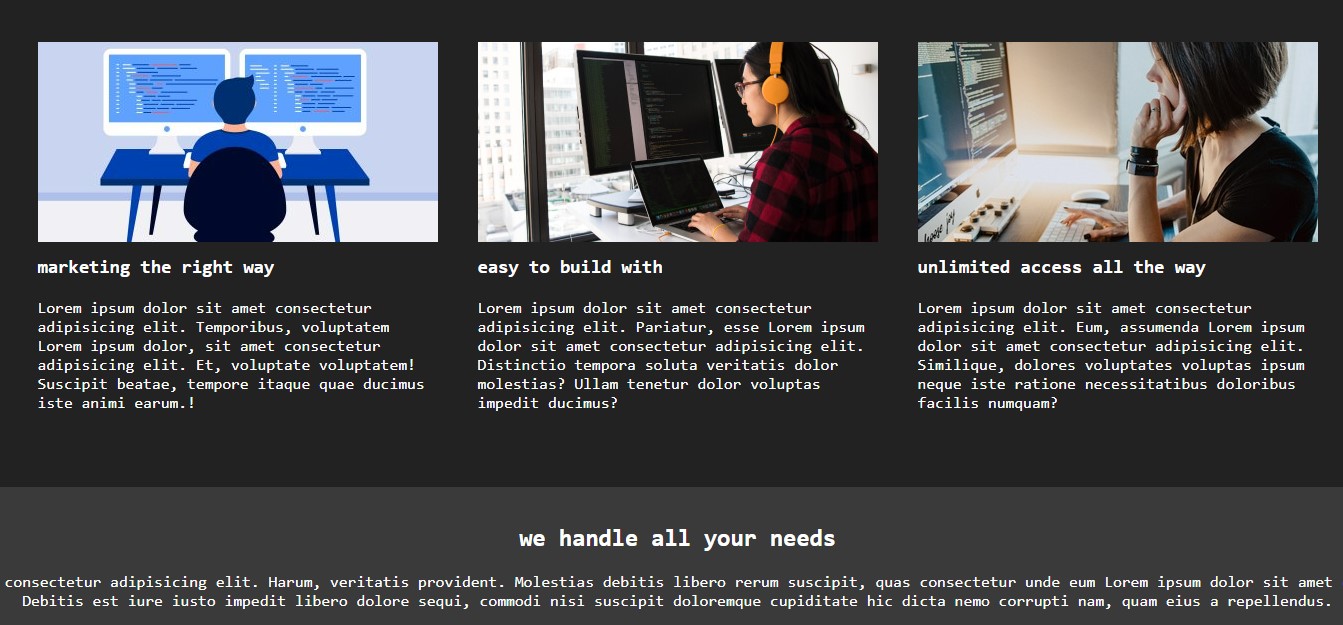 marketing the right way
Lorem ipsum dolor sit amet consectetur
adipisicing elit. Temporibus, voluptatem
Lorem ipsum dolor, sit amet consectetur
adipisicing elit. Et, voluptate voluptatem!
Suscipit beatae, tempore itaque quae ducimus
iste animi earum.!
easy to build with
Lorem ipsum dolor sit amet consectetur
adipisicing elit. Pariatur, esse Lorem ipsum
dolor sit amet consectetur adipisicing elit.
Distinctio tempora soluta veritatis dolor
molestias? Ullam tenetur dolor voluptas
impedit ducimus?
unlimited access all the way
Lorem ipsum dolor sit amet consectetur
adipisicing elit. Eum, assumenda Lorem ipsum
dolor sit amet consectetur adipisicing elit.
Similique, dolores voluptates voluptas ipsum
neque iste ratione necessitatibus doloribus
facilis numquam?
we handle all your needs
consectetur adipisicing elit. Harum, veritatis provident. Molestias debitis libero rerum suscipit, quas consectetur unde eum Lorem ipsum dolor sit amet
Debitis est iure iusto impedit libero dolore sequi, commodi nisi suscipit doloremque cupiditate hic dicta nemo corrupti nam, quam eius a repellendus.